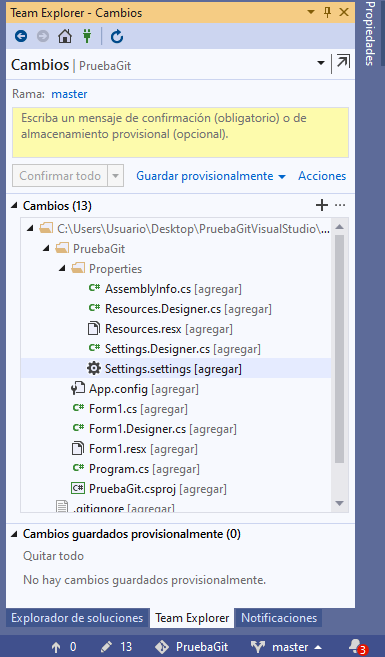 Team Explorer - Cambios
Propiedades
Cambios | PruebaGit
Rama: master
Escriba un mensaje de confirmación (obligatorio) o de
almacenamiento provisional (opcional).
Confirmar todo
Guardar provisionalmente
Acciones
Cambios (13)
C:\Users\Usuario\Desktop\PruebaGitVisualStudio\...
PruebaGit
Properties
AssemblyInfo.cs [agregar]
Resources.Designer.cs [agregar]
Resources.resx [agregar]
Settings.Designer.cs [agregar]
Settings.settings [agregar]
App.config [agregar]
Form1.cs [agregar]
Form1.Designer.cs [agregar]
Form1.resx [agregar]
Program.cs [agregar]
PruebaGit.csproj [agregar]
.gitignore [agregar]
Cambios guardados provisionalmente (0)
Quitar todo
No hay cambios guardados provisionalmente.
Explorador de soluciones
Team Explorer
Notificaciones
0
13
PruebaGit
master
3